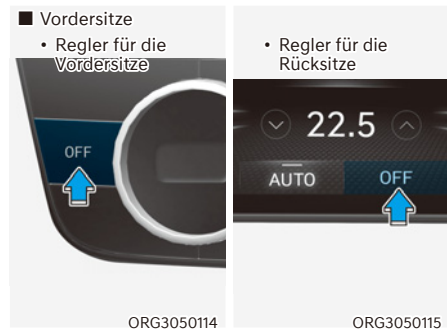 ■ Vordersitze
• Regler für die
Vordersitze
OFF
ORG3050114
• Regler für die
Rücksitze
22.5
AUTO
OFF
ORG3050115